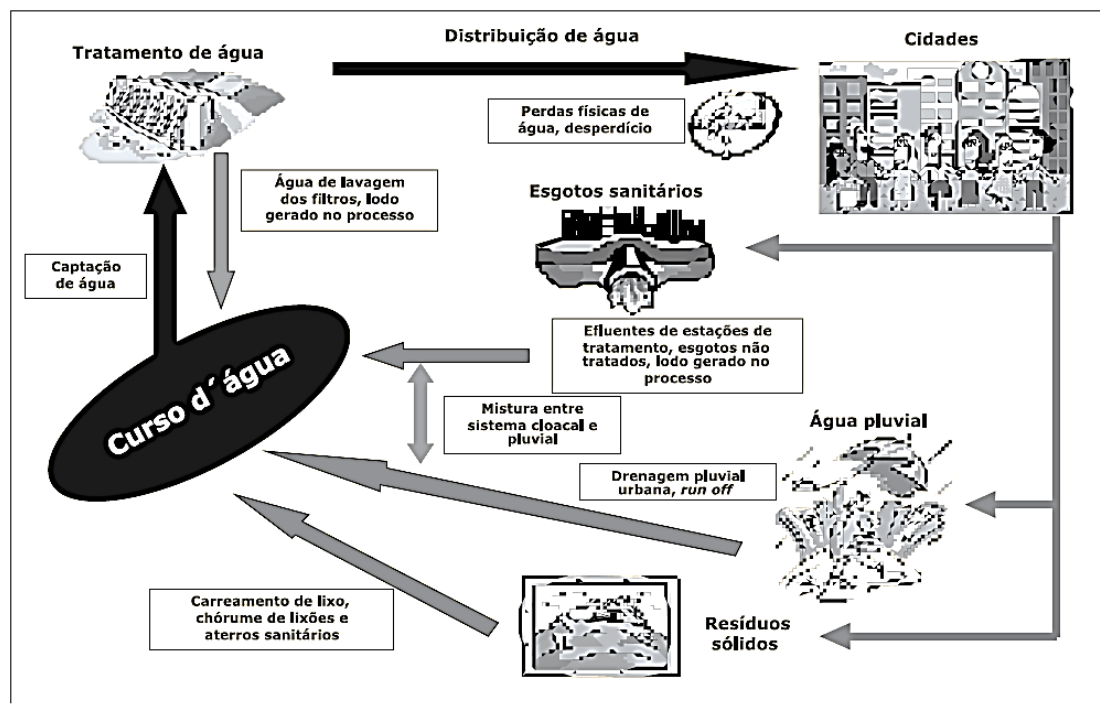 Distribuição de água
Cidades
Tratamento de água
Perdas físicas de
água, desperdício
Água de lavagem
dos filtros, lodo
gerado no processo
Esgotos sanitários
Captação
de água
Efluentes de estações de
tratamento, esgotos não
tratados, lodo gerado no
processo
Curso d´água
Mistura entre
sistema cloacal e
pluvial
Água pluvial
Drenagem pluvial
urbana, run off
Carreamento de lixo,
chórume de lixões e
aterros sanitários
Resíduos
sólidos